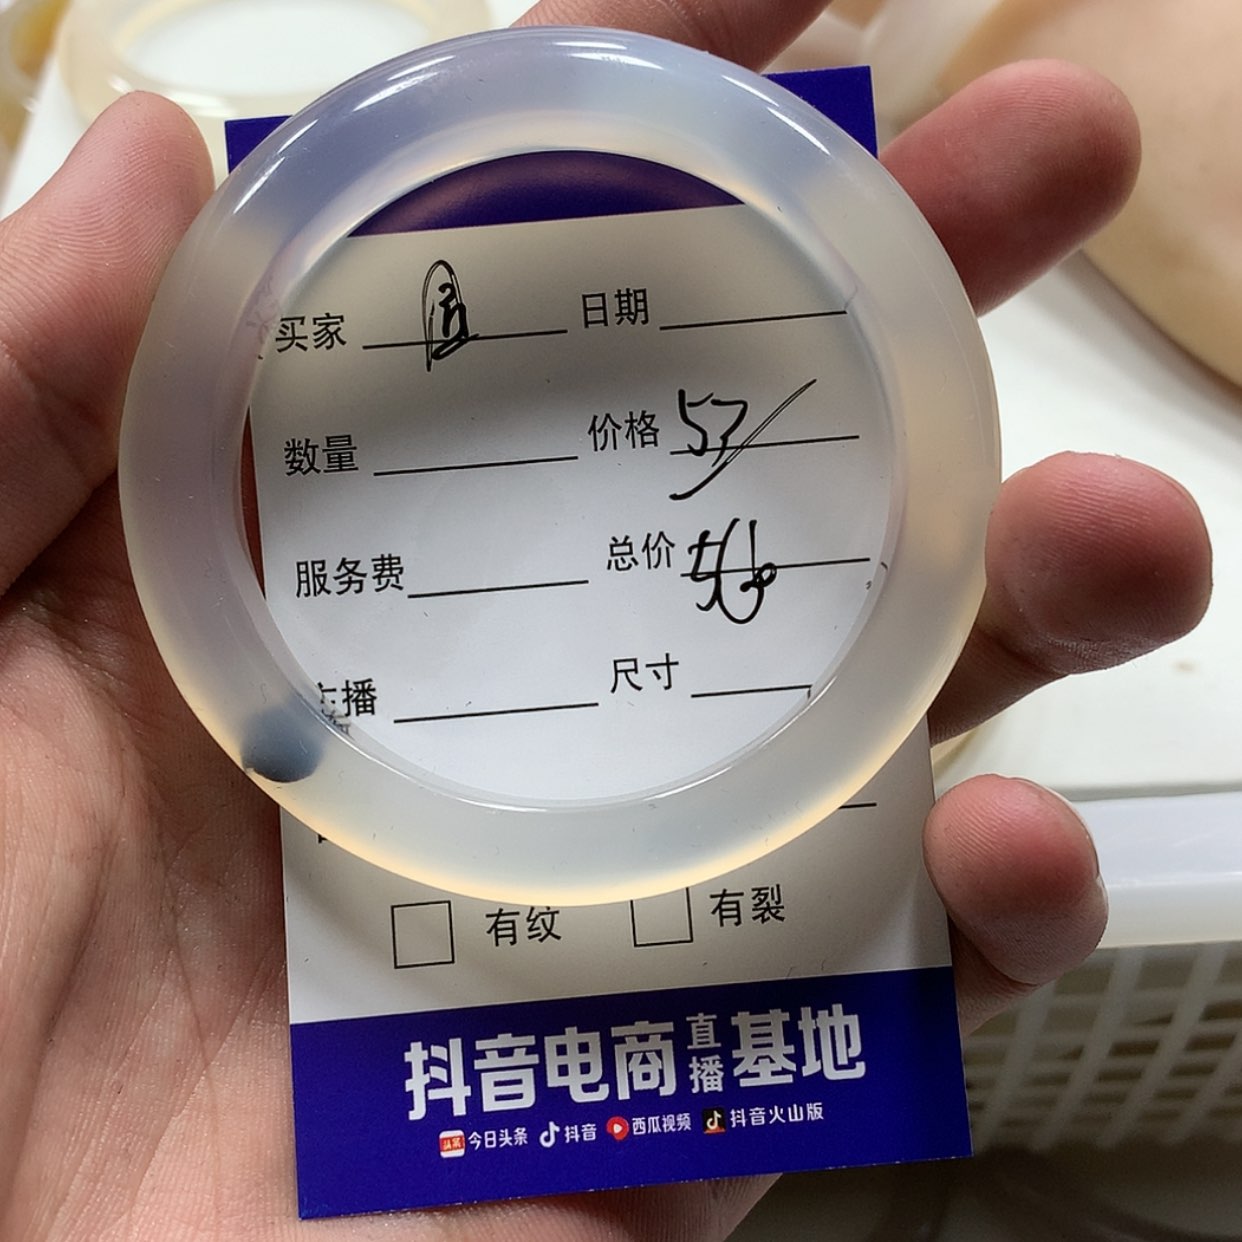 买家 日期
数量 价格 57
服务费 总价
播 尺寸
有纹 有裂
抖音电商直播基地
头条 今日头条 抖音 西瓜视频 抖音火山版